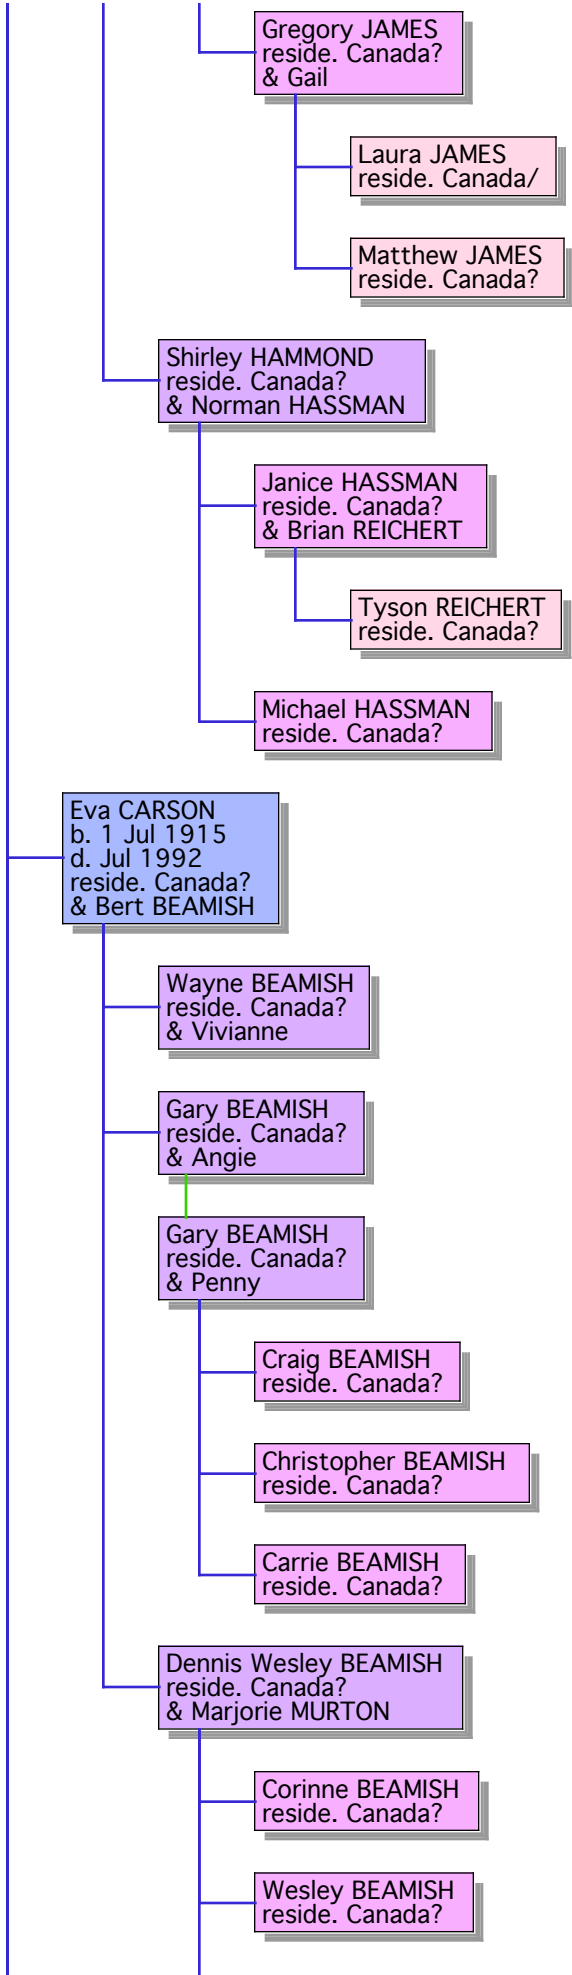 Gregory JAMES
reside. Canada?
& Gail
Laura JAMES
reside. Canada/
Matthew JAMES
reside. Canada?
Shirley HAMMOND
reside. Canada?
& Norman HASSMAN
Janice HASSMAN
reside. Canada?
& Brian REICHERT
Tyson REICHERT
reside. Canada?
Michael HASSMAN
reside. Canada?
Eva CARSON
b. 1 Jul 1915
d. Jul 1992
reside. Canada?
& Bert BEAMISH
Wayne BEAMISH
reside. Canada?
& Vivianne
Gary BEAMISH
reside. Canada?
& Angie
Gary BEAMISH
reside. Canada?
& Penny
Craig BEAMISH
reside. Canada?
Christopher BEAMISH
reside. Canada?
Carrie BEAMISH
reside. Canada?
Dennis Wesley BEAMISH
reside. Canada?
& Marjorie MURTON
Corinne BEAMISH
reside. Canada?
Wesley BEAMISH
reside. Canada?